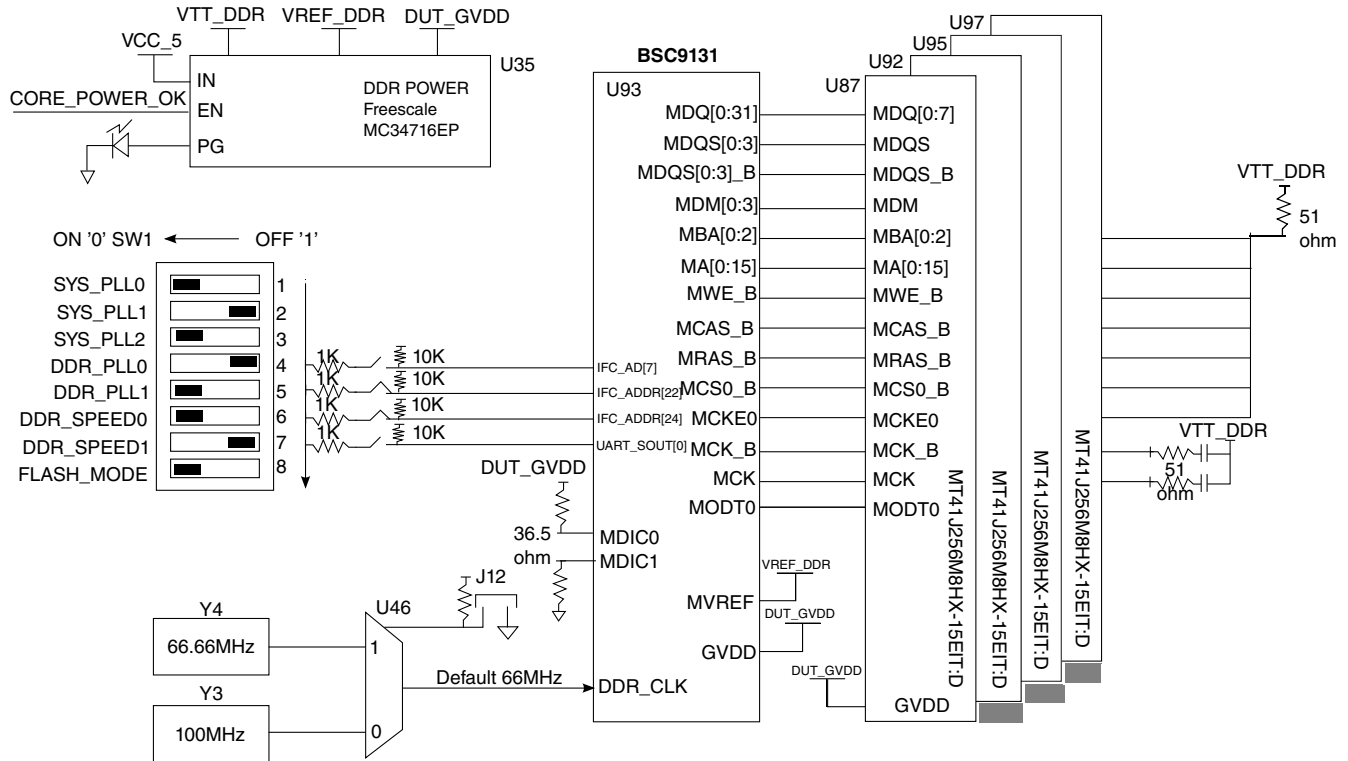 VTT_DDR VREF_DDR DUT_GVDD
VCC_5
U35
IN
EN
PG
DDR POWER
Freescale
MC34716EP
CORE_POWER_OK
ON '0' SW1 OFF '1'
SYS_PLL0 1
SYS_PLL1 2
SYS_PLL2 3
DDR_PLL0 4
DDR_PLL1 5
DDR_SPEED0 6
DDR_SPEED1 7
FLASH_MODE 8
1K 10K
1K 10K
1K 10K
1K 10K
DUT_GVDD
36.5
ohm
J12
U46
Y4
66.66MHz
1
Y3
100MHz
0
Default 66MHz
BSC9131
U93
MDQ[0:31]
MDQS[0:3]
MDQS[0:3]_B
MDM[0:3]
MBA[0:2]
MA[0:15]
MWE_B
MCAS_B
MRAS_B
MCS0_B
MCKE0
MCK_B
MCK
MODT0
IFC_AD[7]
IFC_ADDR[22]
IFC_ADDR[24]
UART_SOUT[0]
MDIC0
MDIC1
MVREF
GVDD
DDR_CLK
VREF_DDR
DUT_GVDD
DUT_GVDD
U87
U92
U95
U97
MDQ[0:7]
MDQS
MDQS_B
MDM
MBA[0:2]
MA[0:15]
MWE_B
MCAS_B
MRAS_B
MCS0_B
MCKE0
MCK_B
MCK
MODT0
GVDD
MT41J256M8HX-15EIT:D
MT41J256M8HX-15EIT:D
MT41J256M8HX-15EIT:D
MT41J256M8HX-15EIT:D
VTT_DDR
51
ohm
VTT_DDR
51
ohm